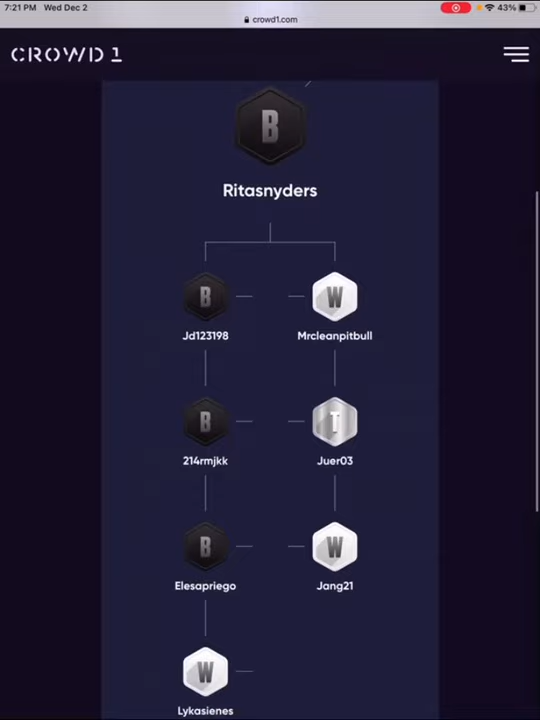 7:21 PM Wed Dec 2
43%
crowd1.com
CROWD 1
B
Ritasnyders
B W
Jd123198 Mrcleanpitbull
B T
214rmjkk Juer03
B W
Elesapriego Jang21
W
Lykasienes